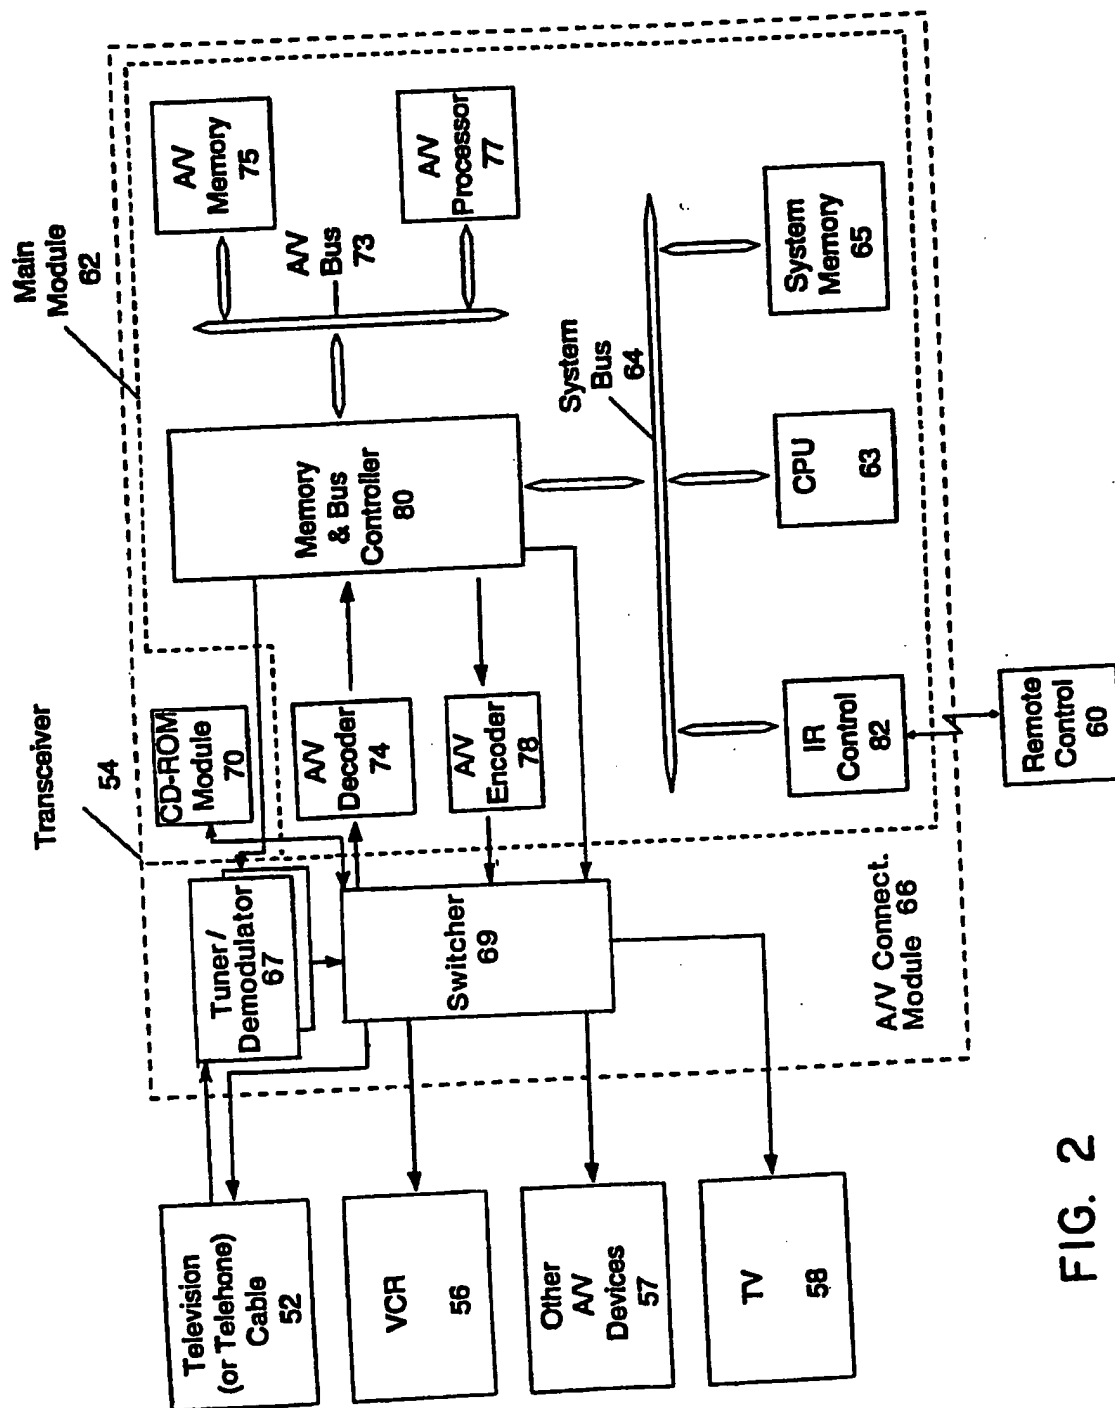 Main
Module
62
Transceiver
54
A/V
Memory
75
A/V
Bus
73
A/V
Processor
77
Memory
& Bus
Controller
80
System
Bus
64
System
Memory
65
CPU
63
CD-ROM
Module
70
A/V
Decoder
74
A/V
Encoder
78
IR
Control
82
Remote
Control
60
Tuner/
Demodulator
67
Switcher
69
A/V Connect.
Module 66
Television
(or Telehone)
Cable
52
VCR
56
Other
A/V
Devices
57
TV
58
FIG. 2